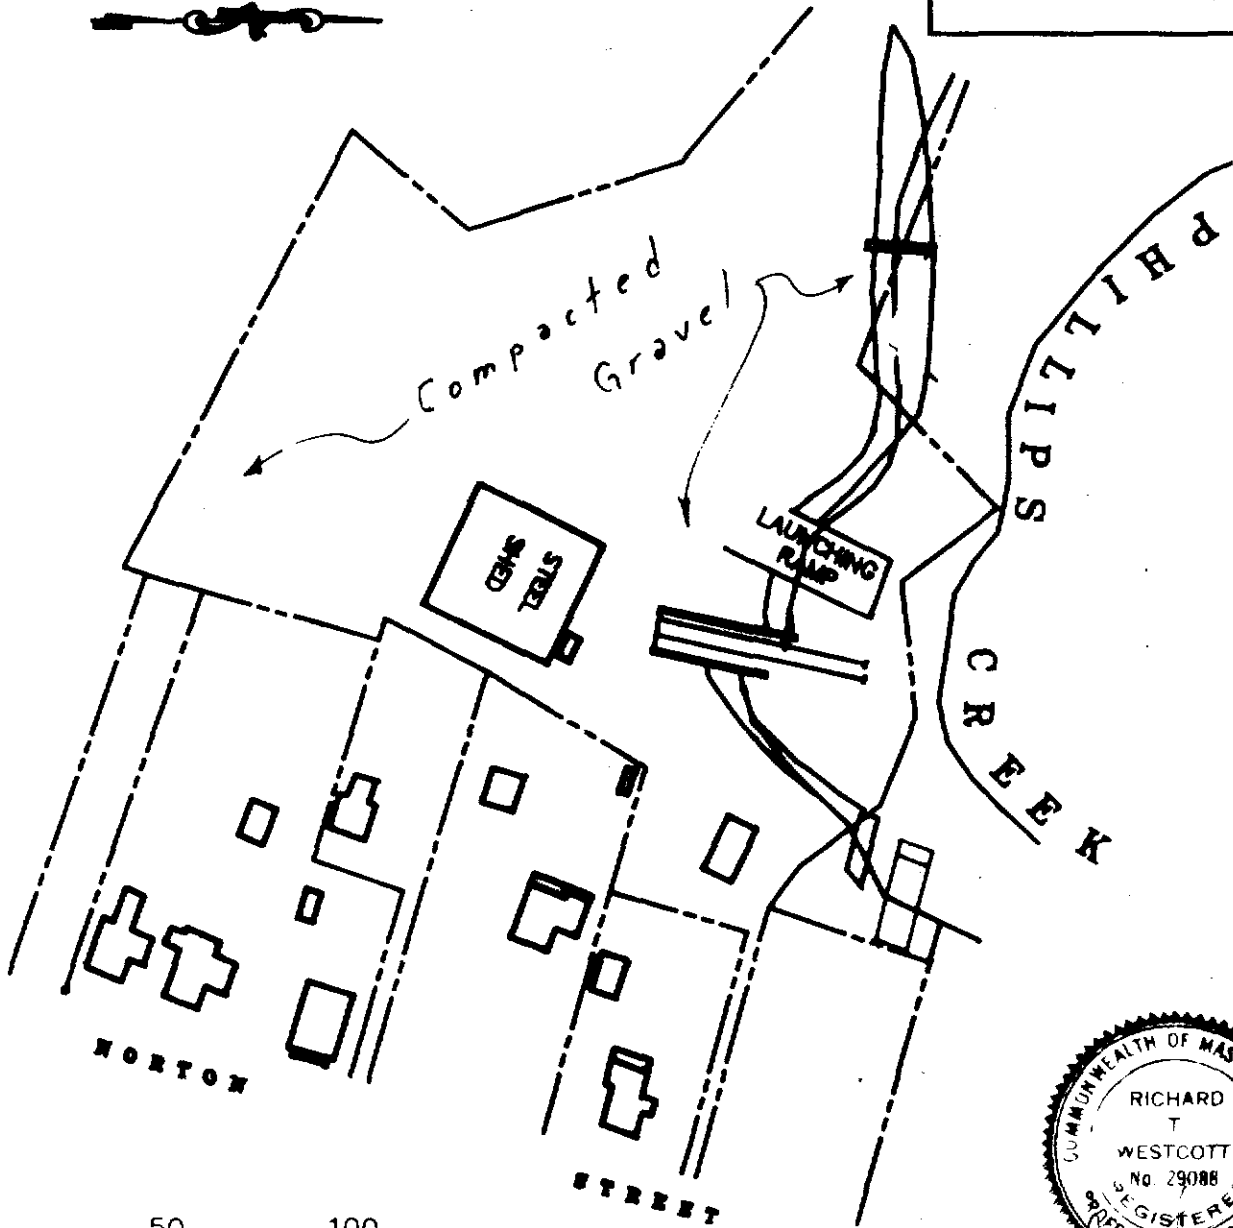 Compacted
Gravel
PHILLIPS
CREEK
LAUNCHING
RAMP
STEEL
SHED
NORTON
STREET
50 100
COMMONWEALTH OF MAS
RICHARD
T
WESTCOTT
No. 29088
REGISTERE